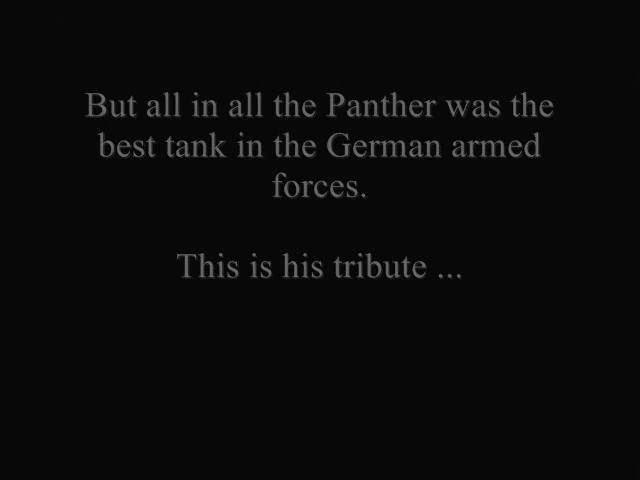 But all in all the Panther was the
best tank in the German armed
forces.
This is his tribute ...